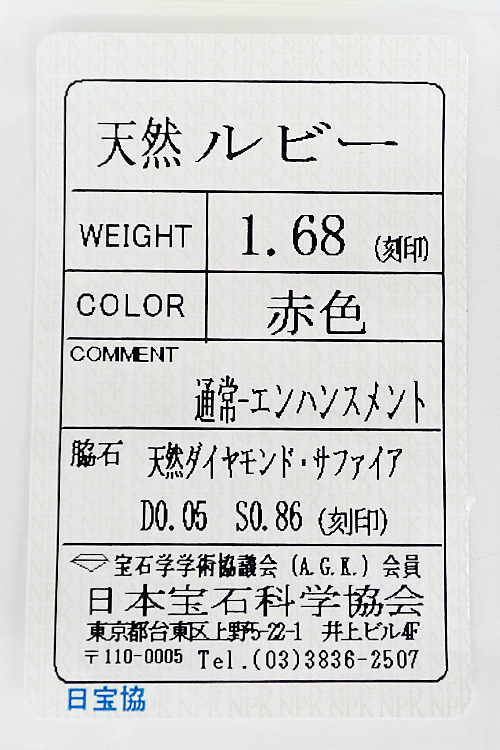 天然ルビー
WEIGHT 1.68 (刻印)
COLOR 赤色
COMMENT
通常-エンハンスメント
脇石 天然ダイヤモンド・サファイア
D0.05 S0.86 (刻印)
宝石学学術協議会 (A.G.K.) 会員
日本宝石科学協会
東京都台東区上野5-22-1 井上ビル4F
〒110-0005 Tel.(03)3836-2507
日宝協